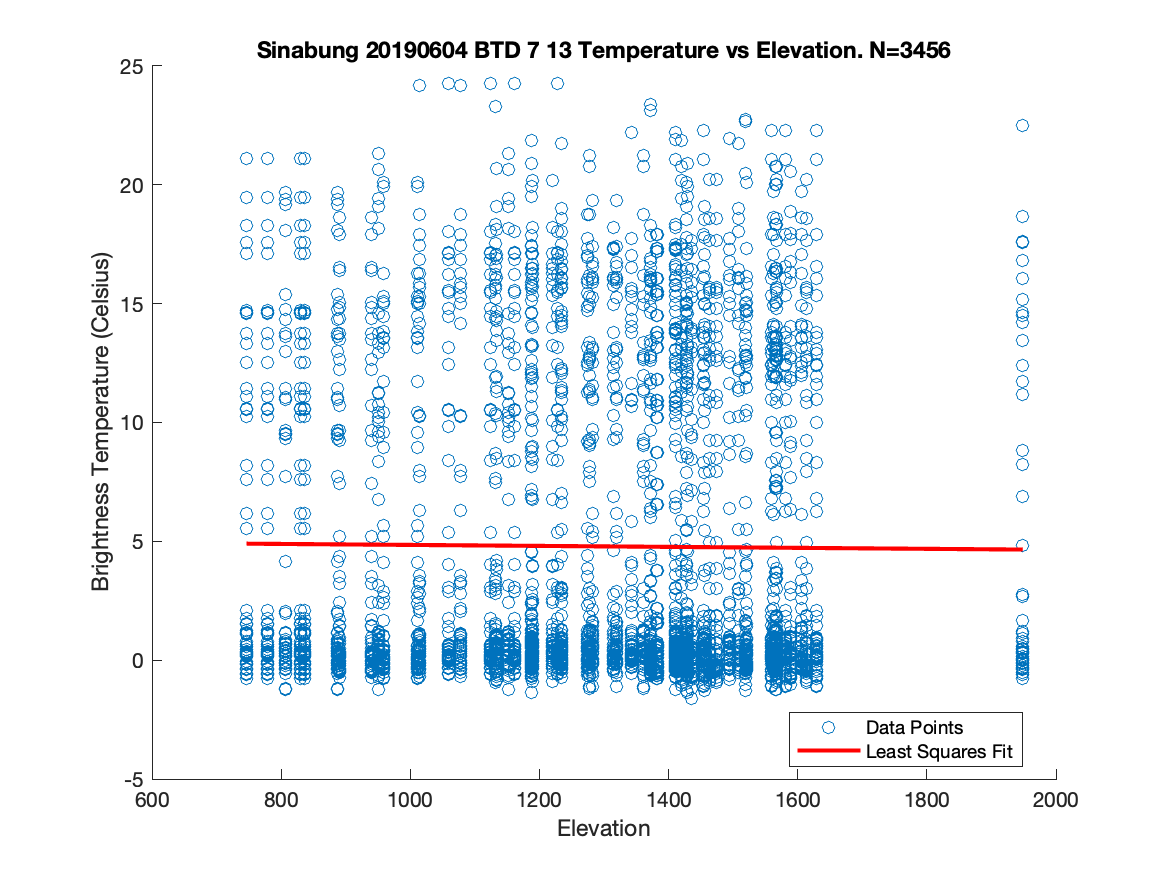 Sinabung 20190604 BTD 7 13 Temperature vs Elevation. N=3456
25
20
15
10
5
0
-5
Brightness Temperature (Celsius)
Data Points
Least Squares Fit
600 800 1000 1200 1400 1600 1800 2000
Elevation